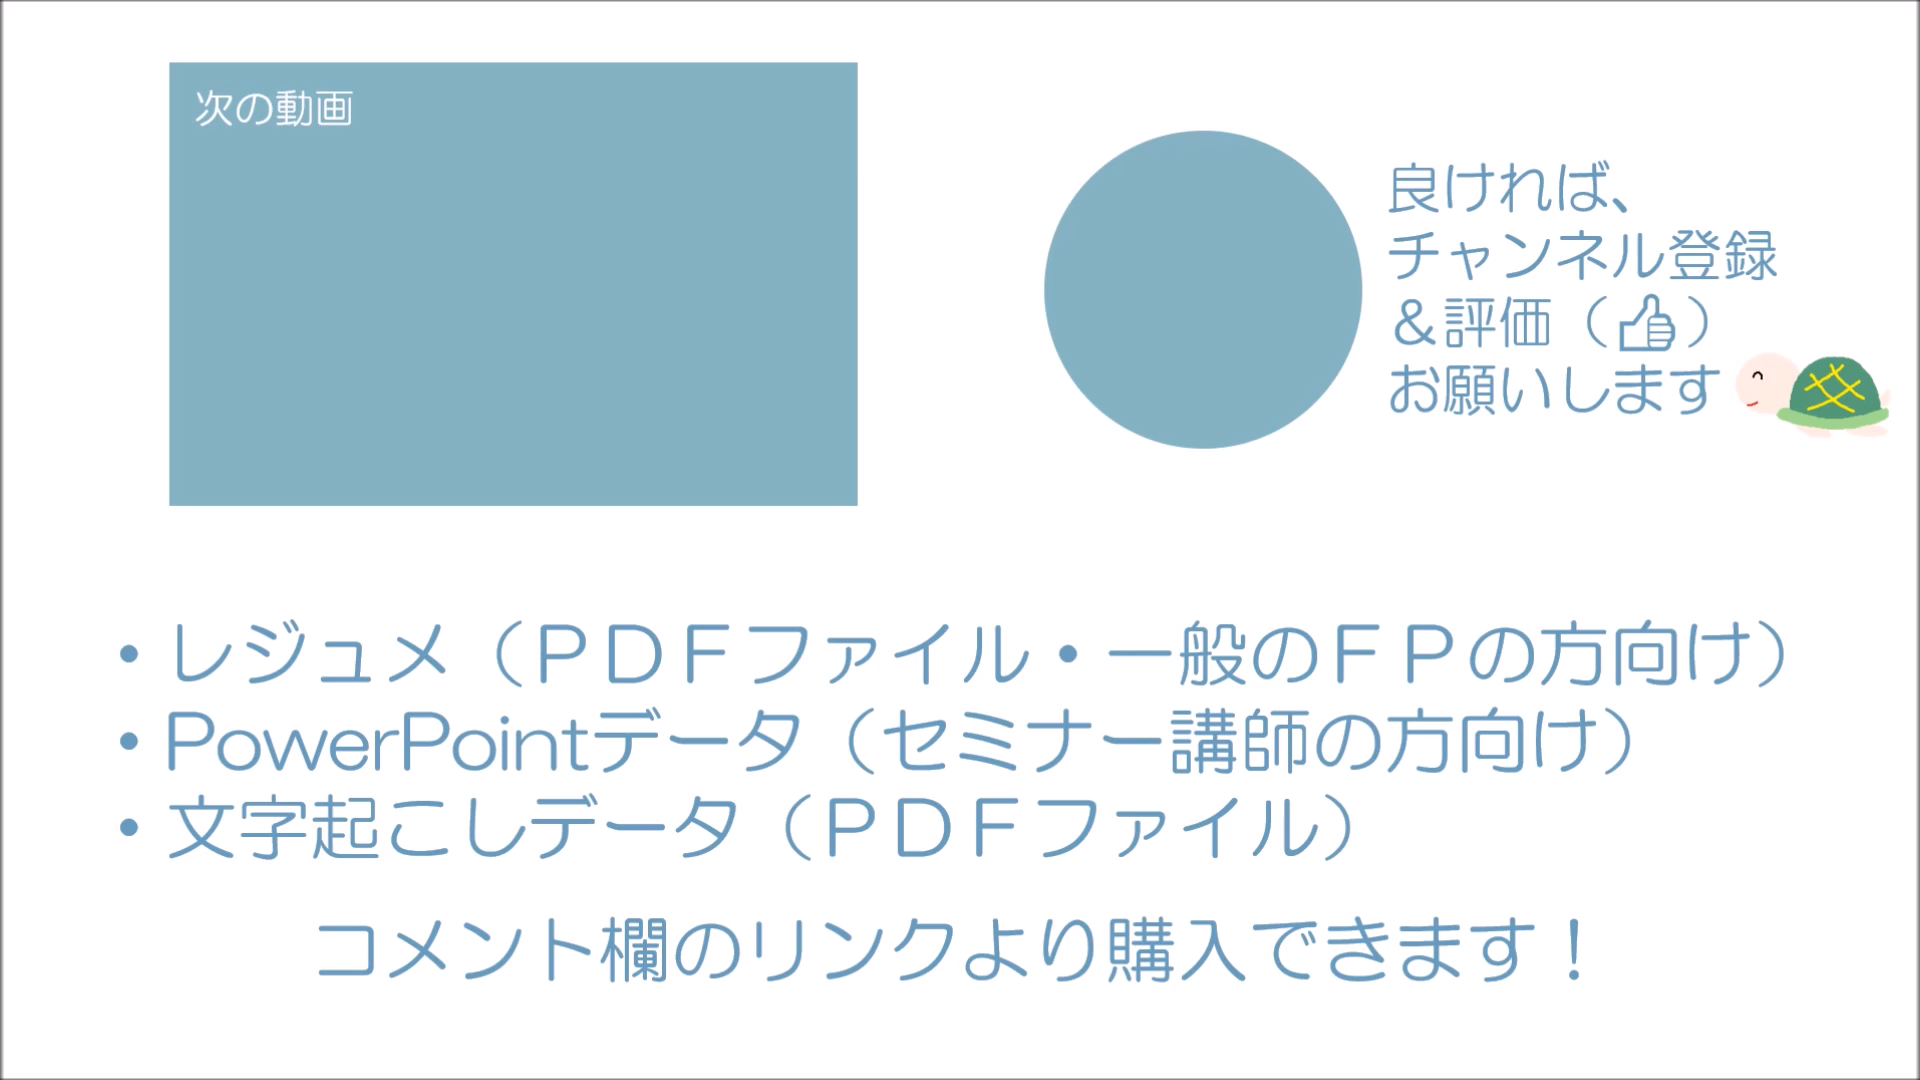 次の動画
良ければ、
チャンネル登録
＆評価（👍）
お願いします
・レジュメ（ＰＤＦファイル・一般のＦＰの方向け）
・PowerPointデータ（セミナー講師の方向け）
・文字起こしデータ（ＰＤＦファイル）
コメント欄のリンクより購入できます！